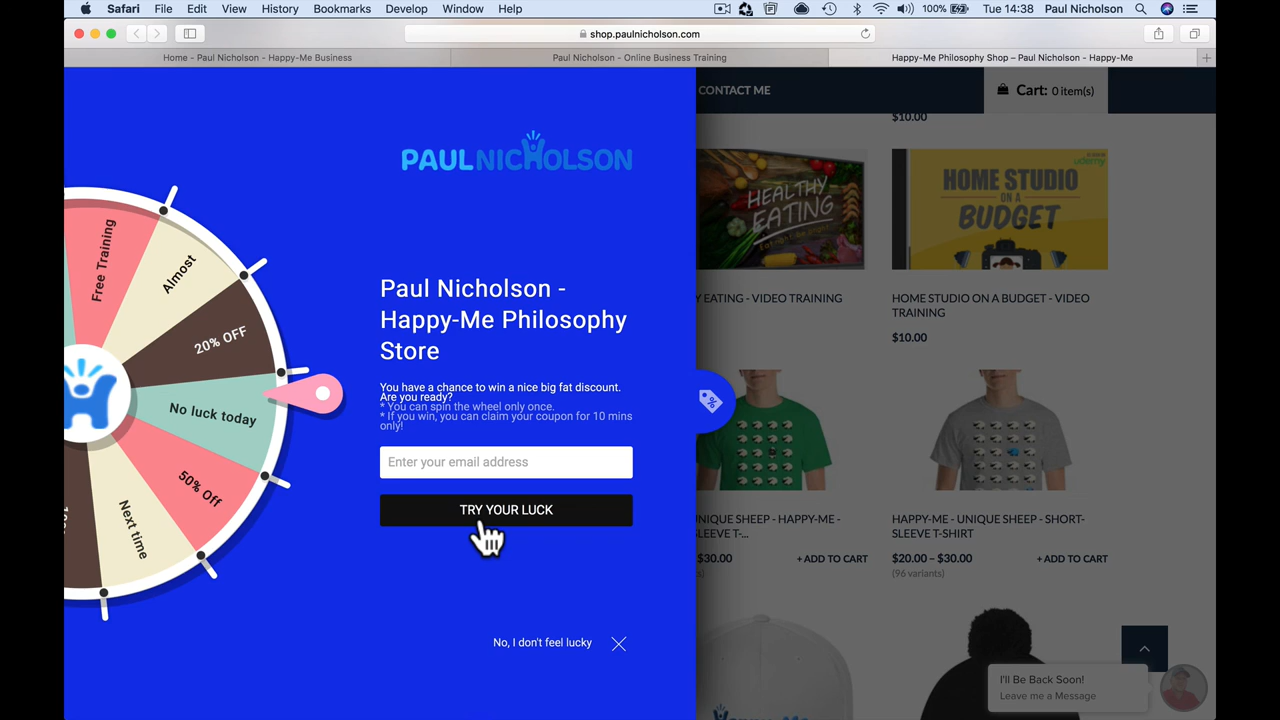 Safari File Edit View History Bookmarks Develop Window Help 100% Tue 14:38 Paul Nicholson
shop.paulnicholson.com
Home - Paul Nicholson - Happy-Me Business
Paul Nicholson - Online Business Training
Happy-Me Philosophy Shop – Paul Nicholson - Happy-Me
CONTACT ME
Cart: 0 item(s)
$10.00
PAULNICHOLSON
Free Training
Almost
20% OFF
No luck today
50% Off
Next time
Paul Nicholson -
Happy-Me Philosophy
Store
You have a chance to win a nice big fat discount.
Are you ready?
* You can spin the wheel only once.
* If you win, you can claim your coupon for 10 mins
only!
Enter your email address
TRY YOUR LUCK
No, I don't feel lucky
HEALTHY
EATING
eat right, be bright
udemy
HOME STUDIO
ON A
BUDGET
EATING - VIDEO TRAINING
HOME STUDIO ON A BUDGET - VIDEO
TRAINING
$10.00
UNIQUE SHEEP - HAPPY-ME -
SLEEVE T-...
$30.00
+ ADD TO CART
HAPPY-ME - UNIQUE SHEEP - SHORT-
SLEEVE T-SHIRT
$20.00 – $30.00
+ ADD TO CART
(96 variants)
I'll Be Back Soon!
Leave me a Message